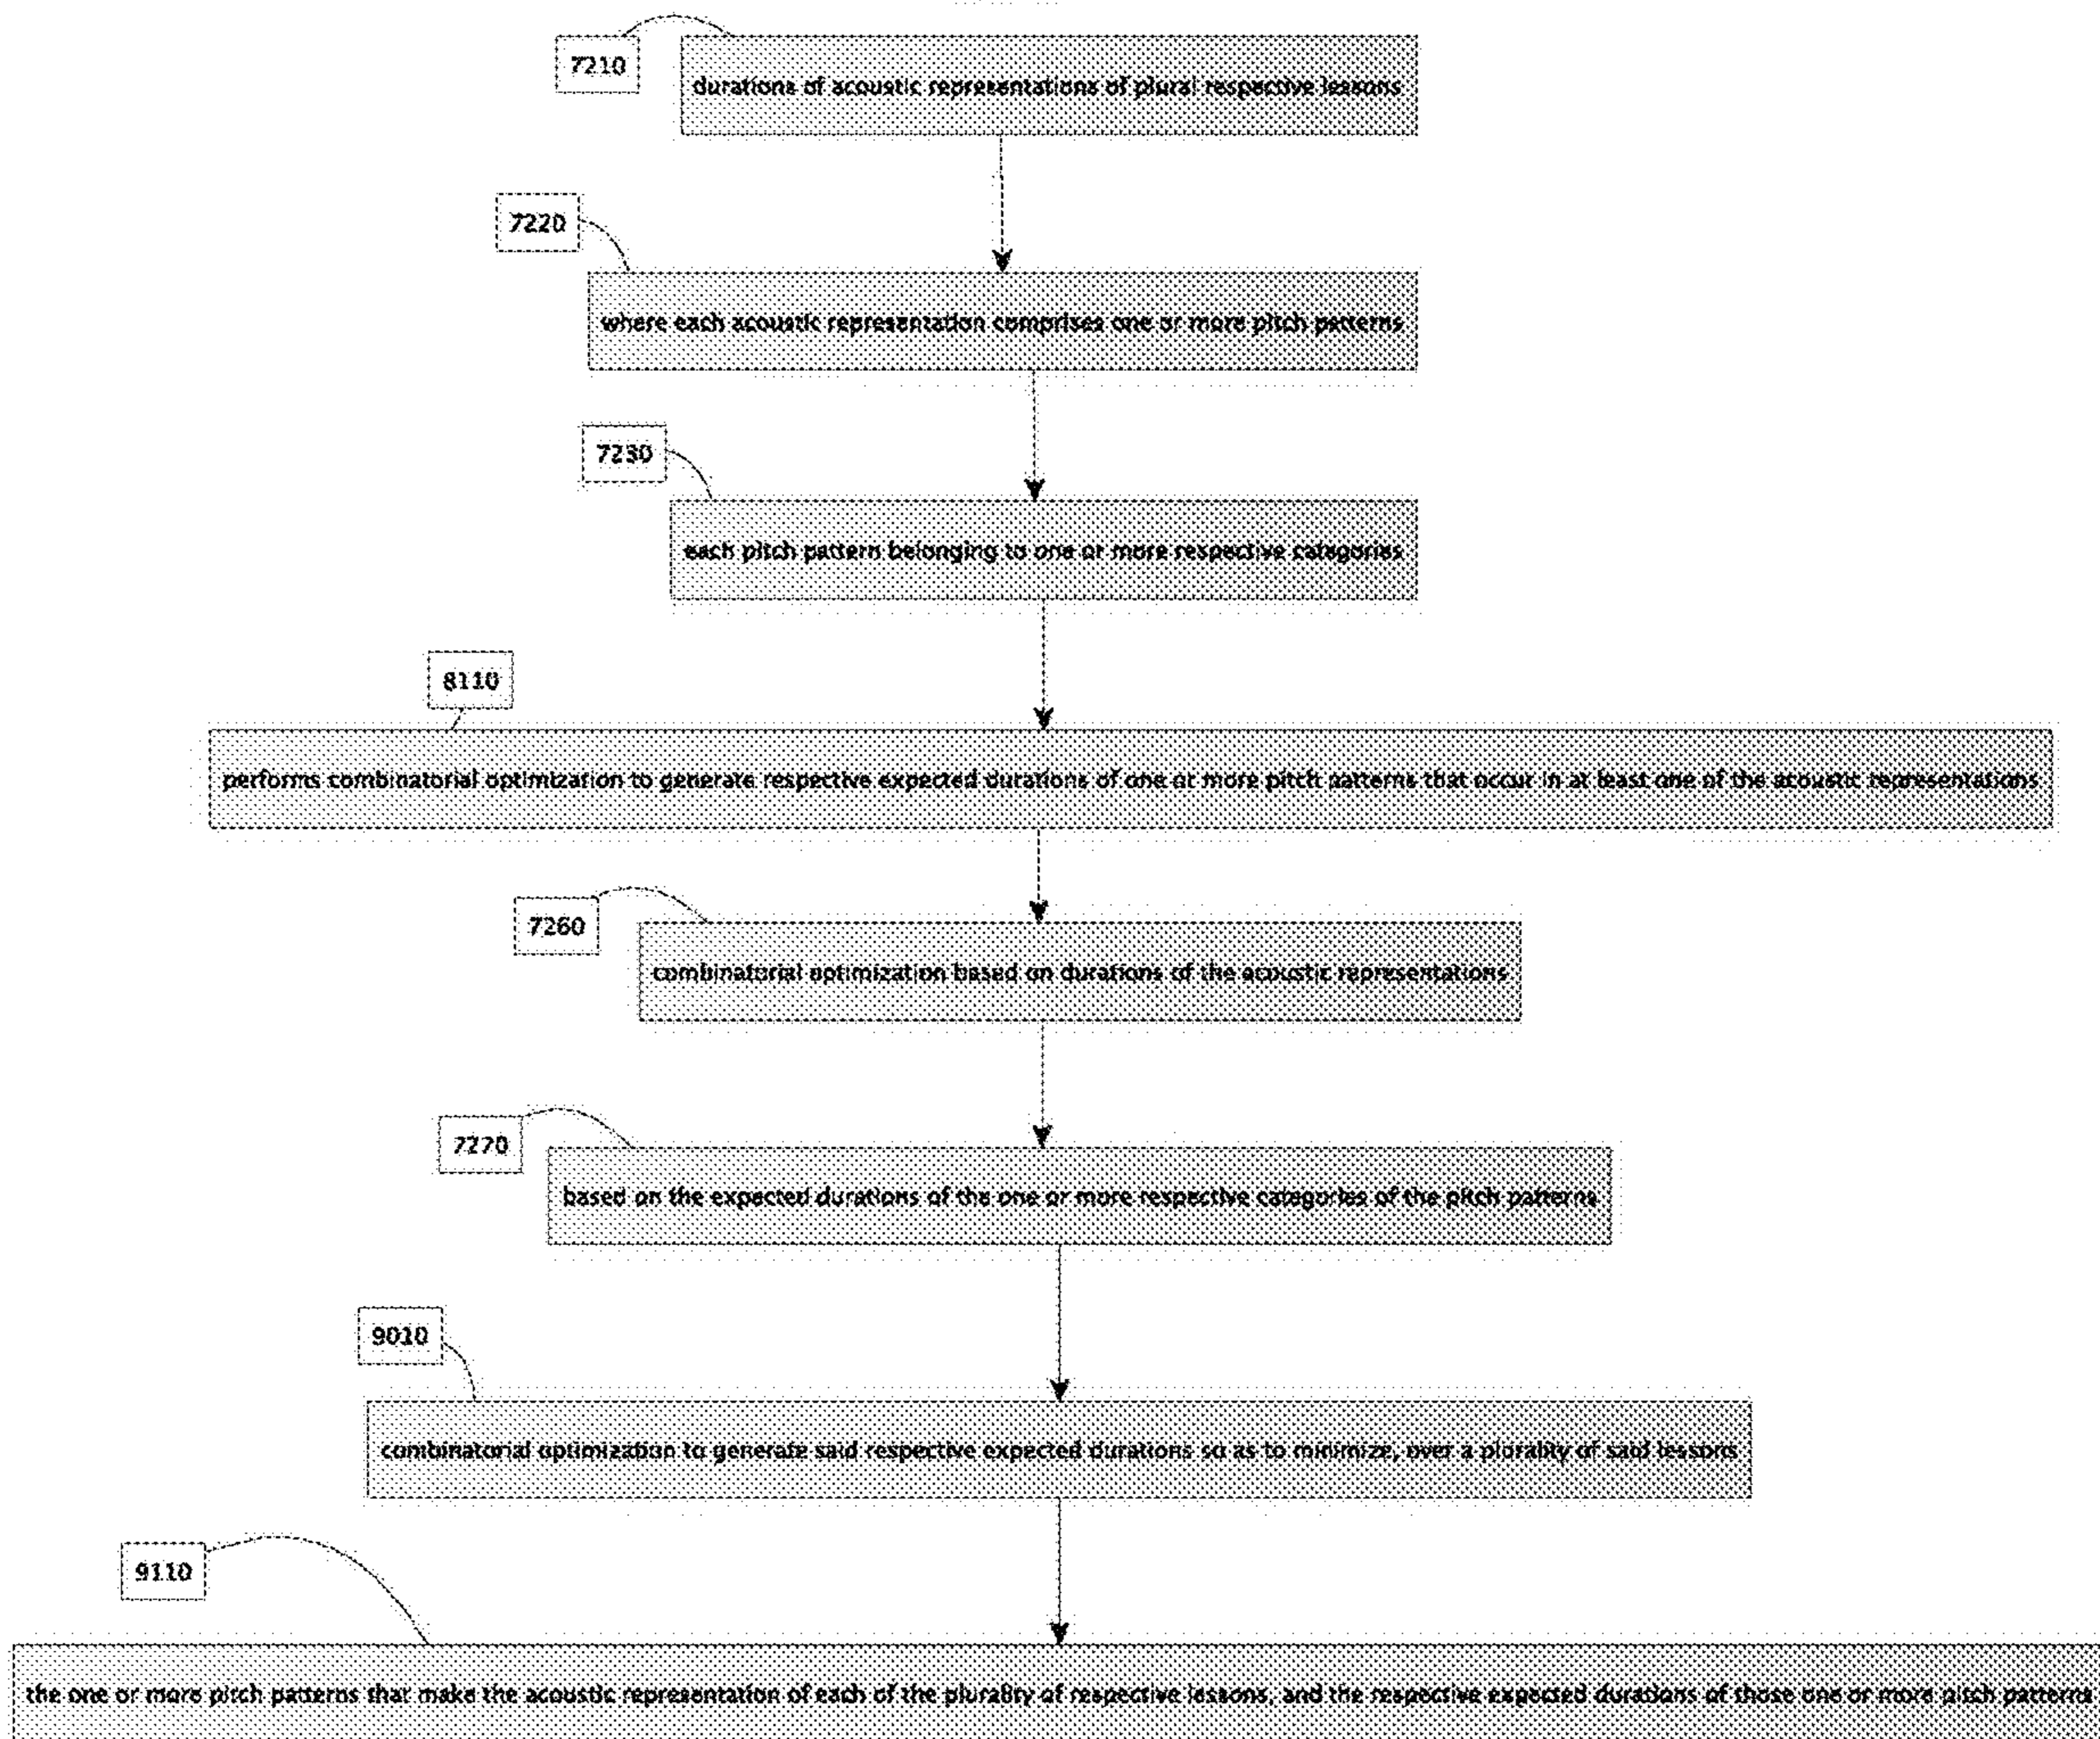 7210
durations of acoustic representations of plural respective lessons
7220
where each acoustic representation comprises one or more pitch patterns
7230
each pitch pattern belonging to one or more respective categories
8110
performs combinatorial optimization to generate respective expected durations of one or more pitch patterns that occur in at least one of the acoustic representations
7260
combinatorial optimization based on durations of the acoustic representations
7270
based on the expected durations of the one or more respective categories of the pitch patterns
9010
combinatorial optimization to generate said respective expected durations so as to minimize, over a plurality of said lessons
9110
the one or more pitch patterns that make the acoustic representation of each of the plurality of respective lessons, and the respective expected durations of those one or more pitch patterns